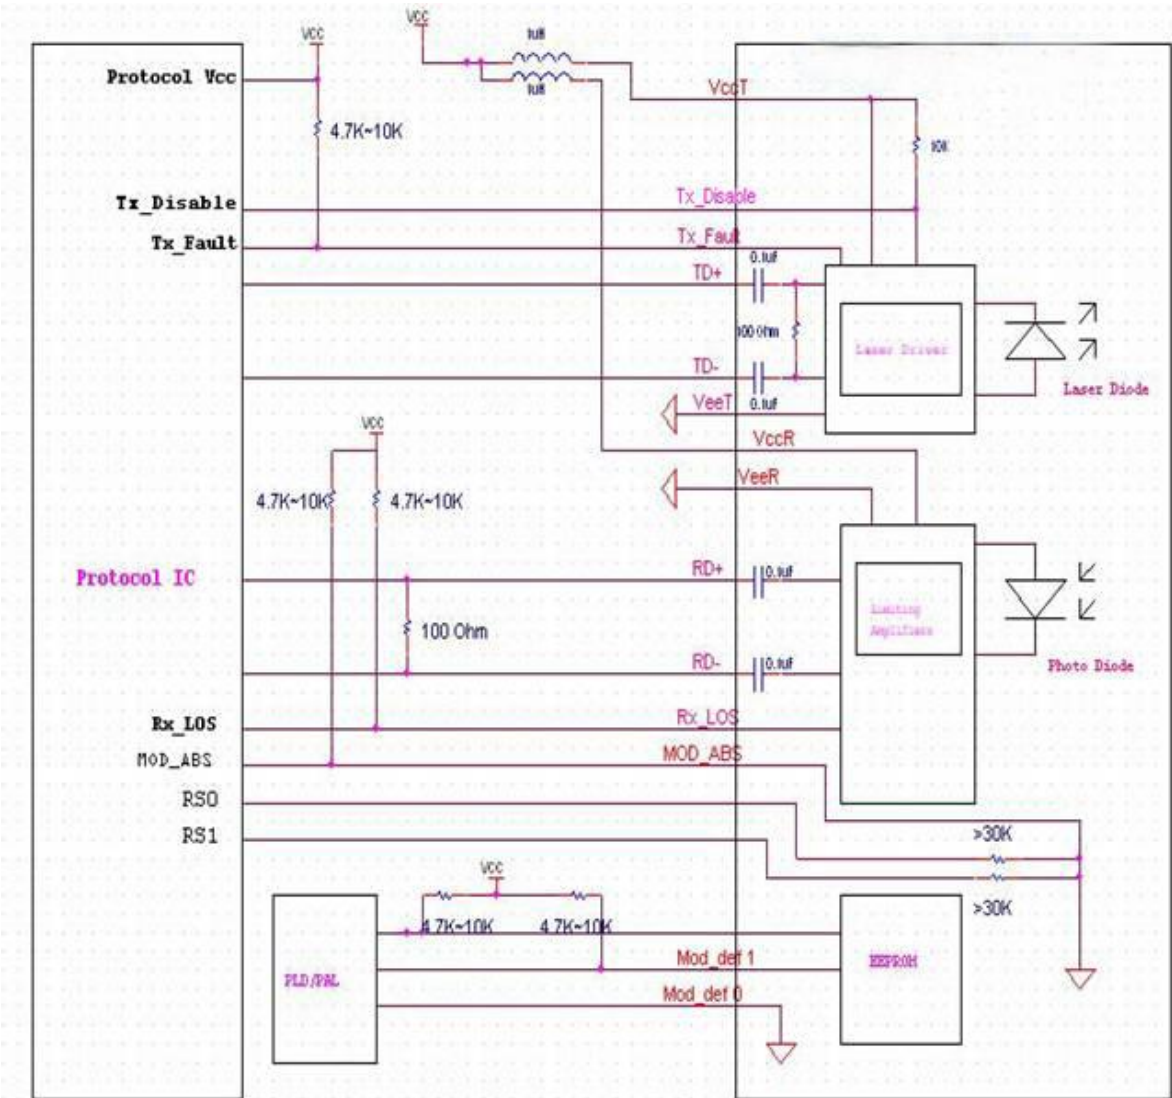 VCC
VCC
1uH
Protocol Vcc
1uH
VccT
4.7K~10K
10K
Tx_Disable
Tx_Disable
Tx_Fault
Tx_Fault
0.1uf
TD+
100 Ohm
Laser Driver
TD-
Laser Diode
VeeT
0.1uf
VCC
VccR
VeeR
4.7K~10K
4.7K~10K
Protocol IC
RD+
0.1uf
Limiting
Amplifiers
100 Ohm
RD-
0.1uf
Photo Diode
Rx_LOS
Rx_LOS
MOD_ABS
MOD_ABS
RS0
RS1
>30K
VCC
>30K
4.7K~10K
4.7K~10K
Mod_def 1
EEPROM
PLD/PAL
Mod_def 0